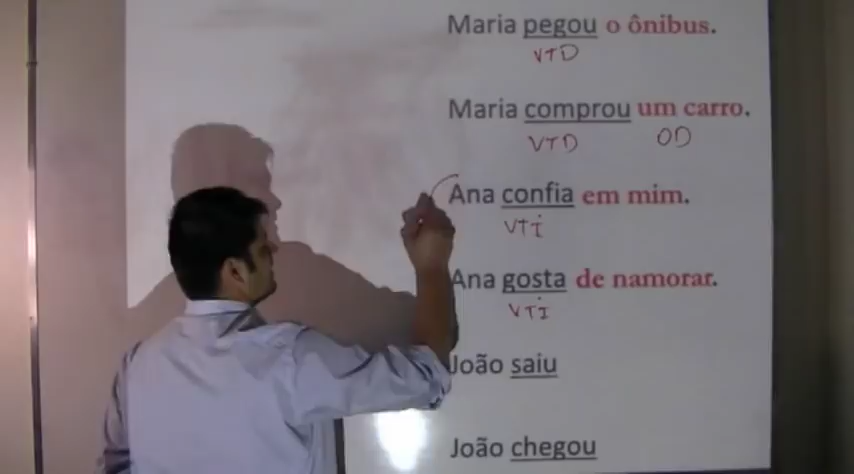 Maria pegou o ônibus.
VTD
Maria comprou um carro.
VTD OD
Ana confia em mim.
VTi
Ana gosta de namorar.
VTI
João saiu
João chegou